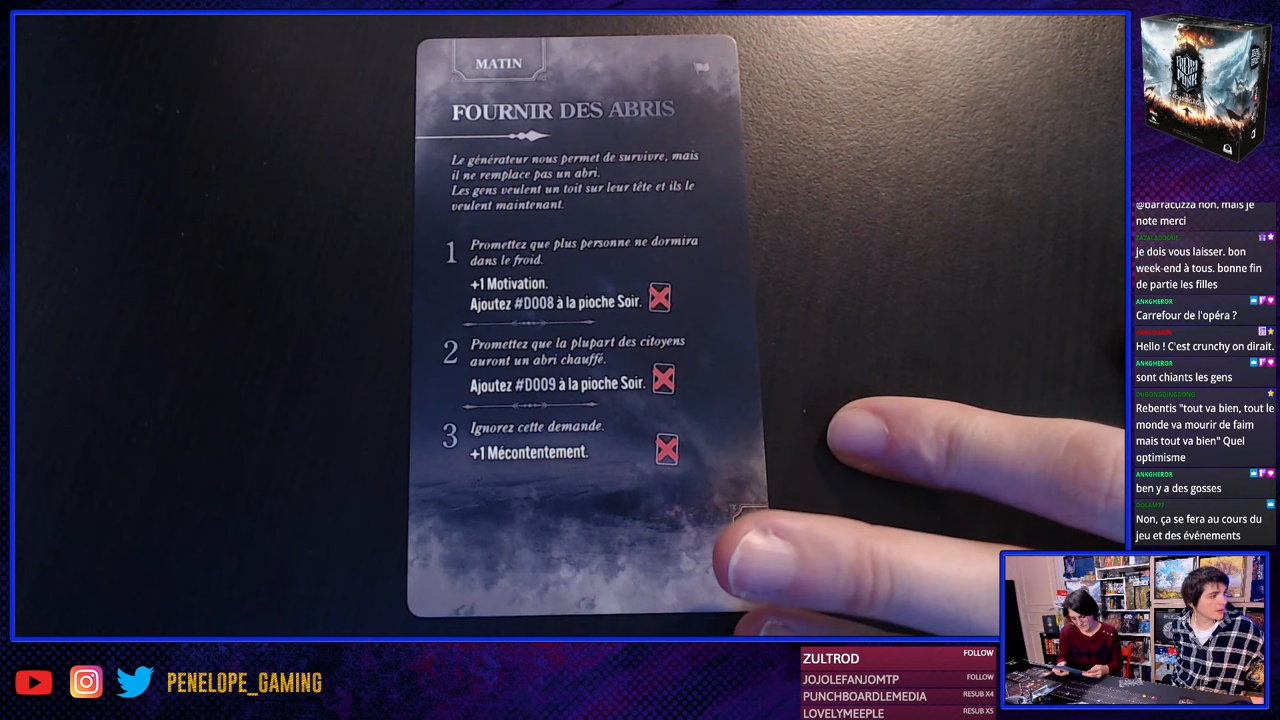 MATIN
FOURNIR DES ABRIS
Le générateur nous permet de survivre, mais
il ne remplace pas un abri.
Les gens veulent un toit sur leur tête et ils le
veulent maintenant.
1 Promettez que plus personne ne dormira
dans le froid.
+1 Motivation.
Ajoutez #D008 à la pioche Soir.
2 Promettez que la plupart des citoyens
auront un abri chauffé.
Ajoutez #D009 à la pioche Soir.
3 Ignorez cette demande.
+1 Mécontentement.
FROST
PUNK
@barracuzza non, mais je
note merci
je dois vous laisser. bon
week-end à tous. bonne fin
de partie les filles
ANKGHEROR
Carrefour de l'opéra ?
Hello ! C'est crunchy on dirait.
ANKGHEROR
sont chiants les gens
Rebentis "tout va bien, tout le
monde va mourir de faim
mais tout va bien" Quel
optimisme
ANKGHEROR
ben y a des gosses
Non, ça se fera au cours du
jeu et des événements
PENELOPE_GAMING
ZULTROD FOLLOW
JOJOLEFANJOMTP FOLLOW
PUNCHBOARDLEMEDIA RESUB X4
LOVELYMEEPLE RESUB X5